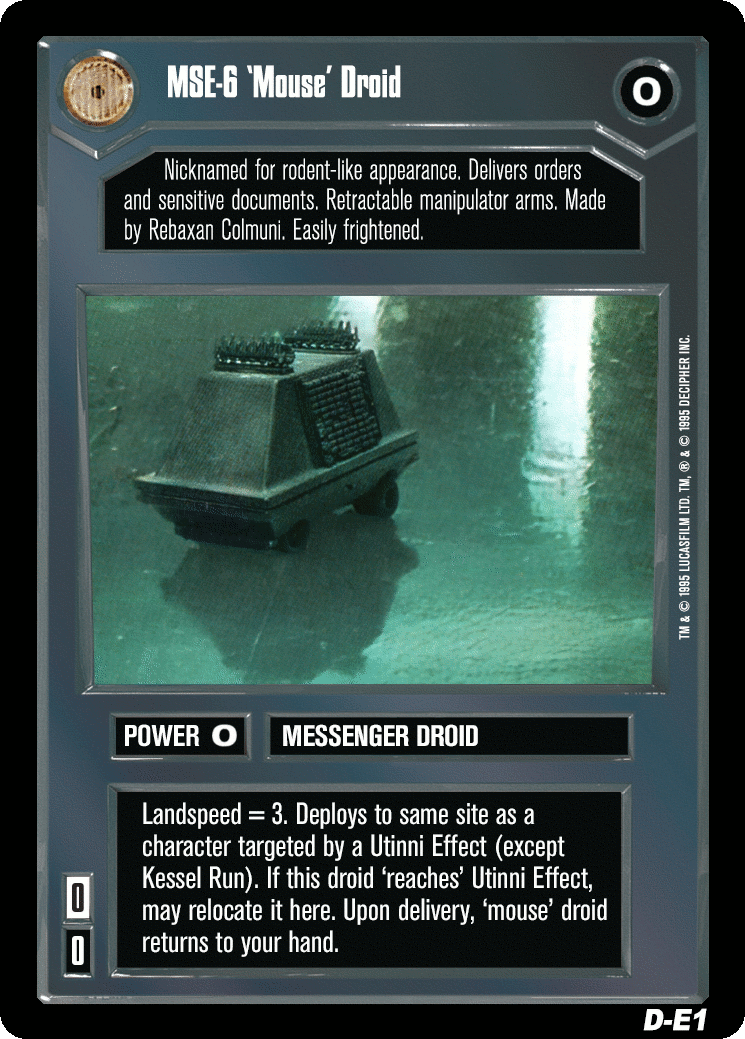 MSE-6 ‘Mouse’ Droid
0
Nicknamed for rodent-like appearance. Delivers orders
and sensitive documents. Retractable manipulator arms. Made
by Rebaxan Colmuni. Easily frightened.
TM & © 1995 LUCASFILM LTD. TM, ® & © 1995 DECIPHER INC.
POWER 0
MESSENGER DROID
Landspeed = 3. Deploys to same site as a
character targeted by a Utinni Effect (except
Kessel Run). If this droid ‘reaches’ Utinni Effect,
may relocate it here. Upon delivery, ‘mouse’ droid
returns to your hand.
0
0
D-E1